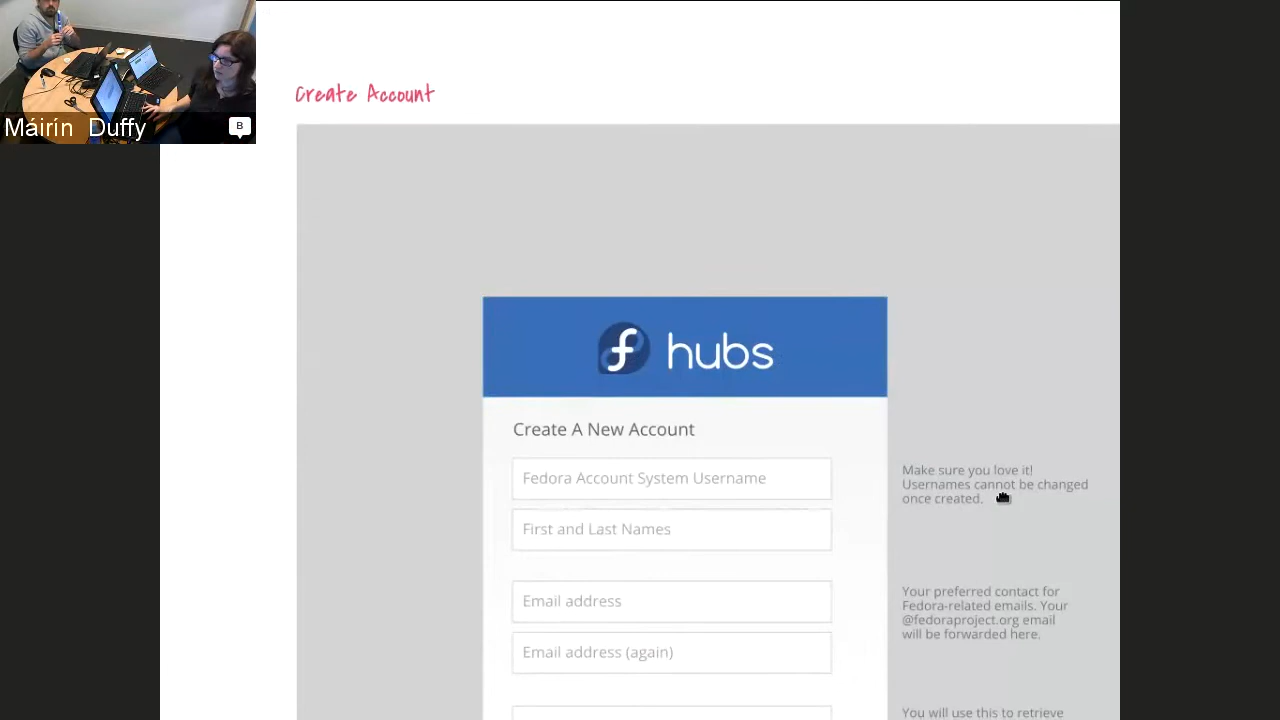 Máirín Duffy
B
Create Account
f hubs
Create A New Account
Fedora Account System Username
Make sure you love it!
Usernames cannot be changed
once created.
First and Last Names
Email address
Your preferred contact for
Fedora-related emails. Your
@fedoraproject.org email
will be forwarded here.
Email address (again)
You will use this to retrieve